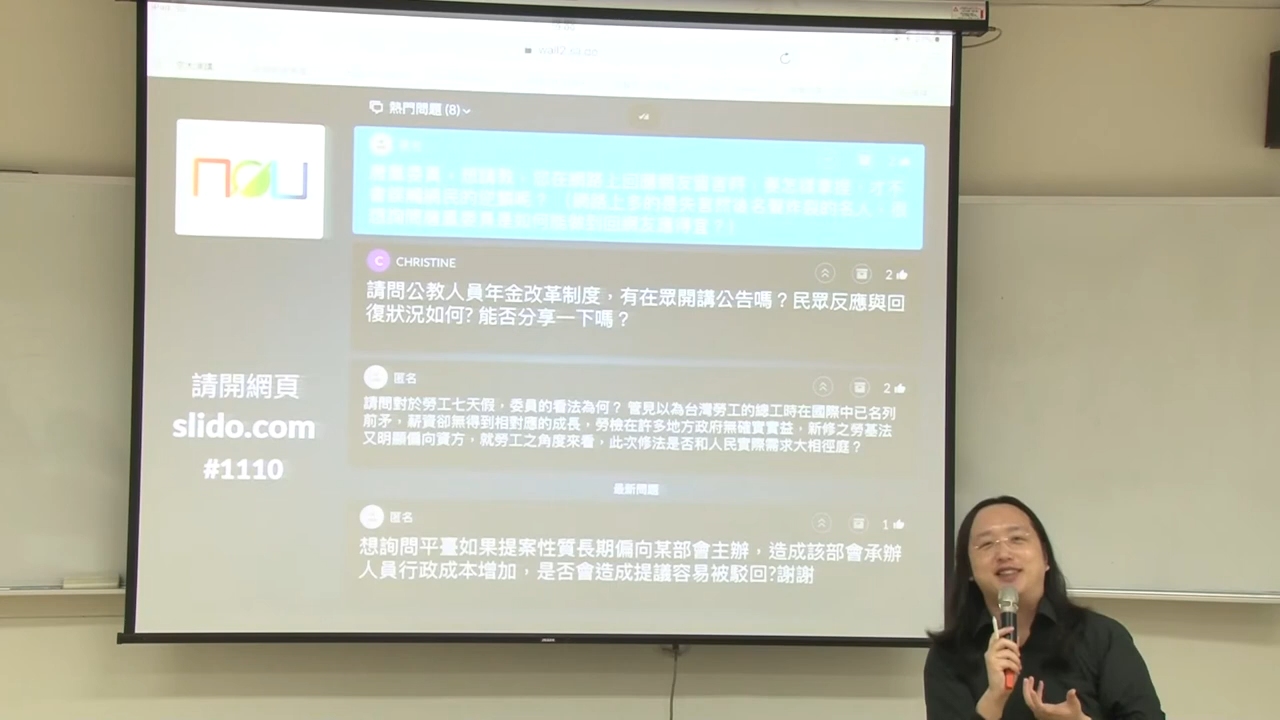 wall2.sli.do
熱門問題 (8)
nou
C CHRISTINE
2
請問公教人員年金改革制度，有在眾開講公告嗎？民眾反應與回
復狀況如何? 能否分享一下嗎？
匿名
2
請問對於勞工七天假，委員的看法為何？ 管見以為台灣勞工的總工時在國際中已名列
前矛，薪資卻無得到相對應的成長，勞檢在許多地方政府無確實實益，新修之勞基法
又明顯偏向資方，就勞工之角度來看，此次修法是否和人民實際需求大相徑庭？
請開網頁
slido.com
#1110
最新問題
匿名
1
想詢問平臺如果提案性質長期偏向某部會主辦，造成該部會承辦
人員行政成本增加，是否會造成提議容易被駁回?謝謝